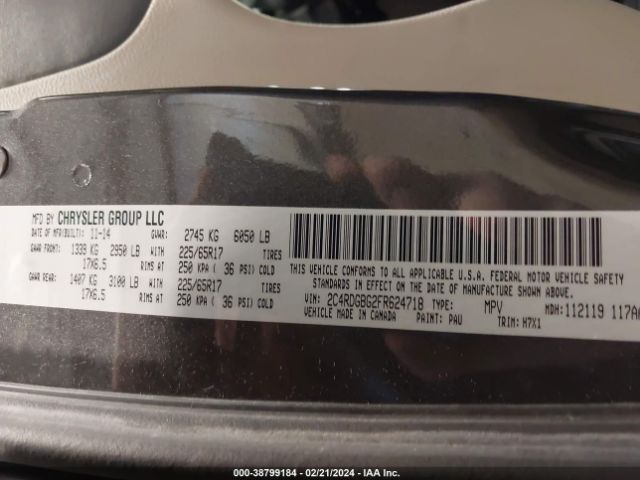 MFD BY CHRYSLER GROUP LLC
DATE OF MFR(BUILT): 11-14 GVWR: 2745 KG 6050 LB
GAWR FRONT: 1339 KG 2950 LB WITH 225/65R17 TIRES
17X6.5 RIMS AT 250 KPA ( 36 PSI) COLD
GAWR REAR: 1407 KG 3100 LB WITH 225/65R17 TIRES
17X6.5 RIMS AT 250 KPA ( 36 PSI) COLD
THIS VEHICLE CONFORMS TO ALL APPLICABLE U.S.A. FEDERAL MOTOR VEHICLE SAFETY
STANDARDS IN EFFECT ON THE DATE OF MANUFACTURE SHOWN ABOVE.
VIN: 2C4RDGBG2FR624718 TYPE: MPV MDH:112119 117A
VEHICLE MADE IN CANADA PAINT: PAU TRIM: H7X1
000-38799184 - 02/21/2024 - IAA Inc.